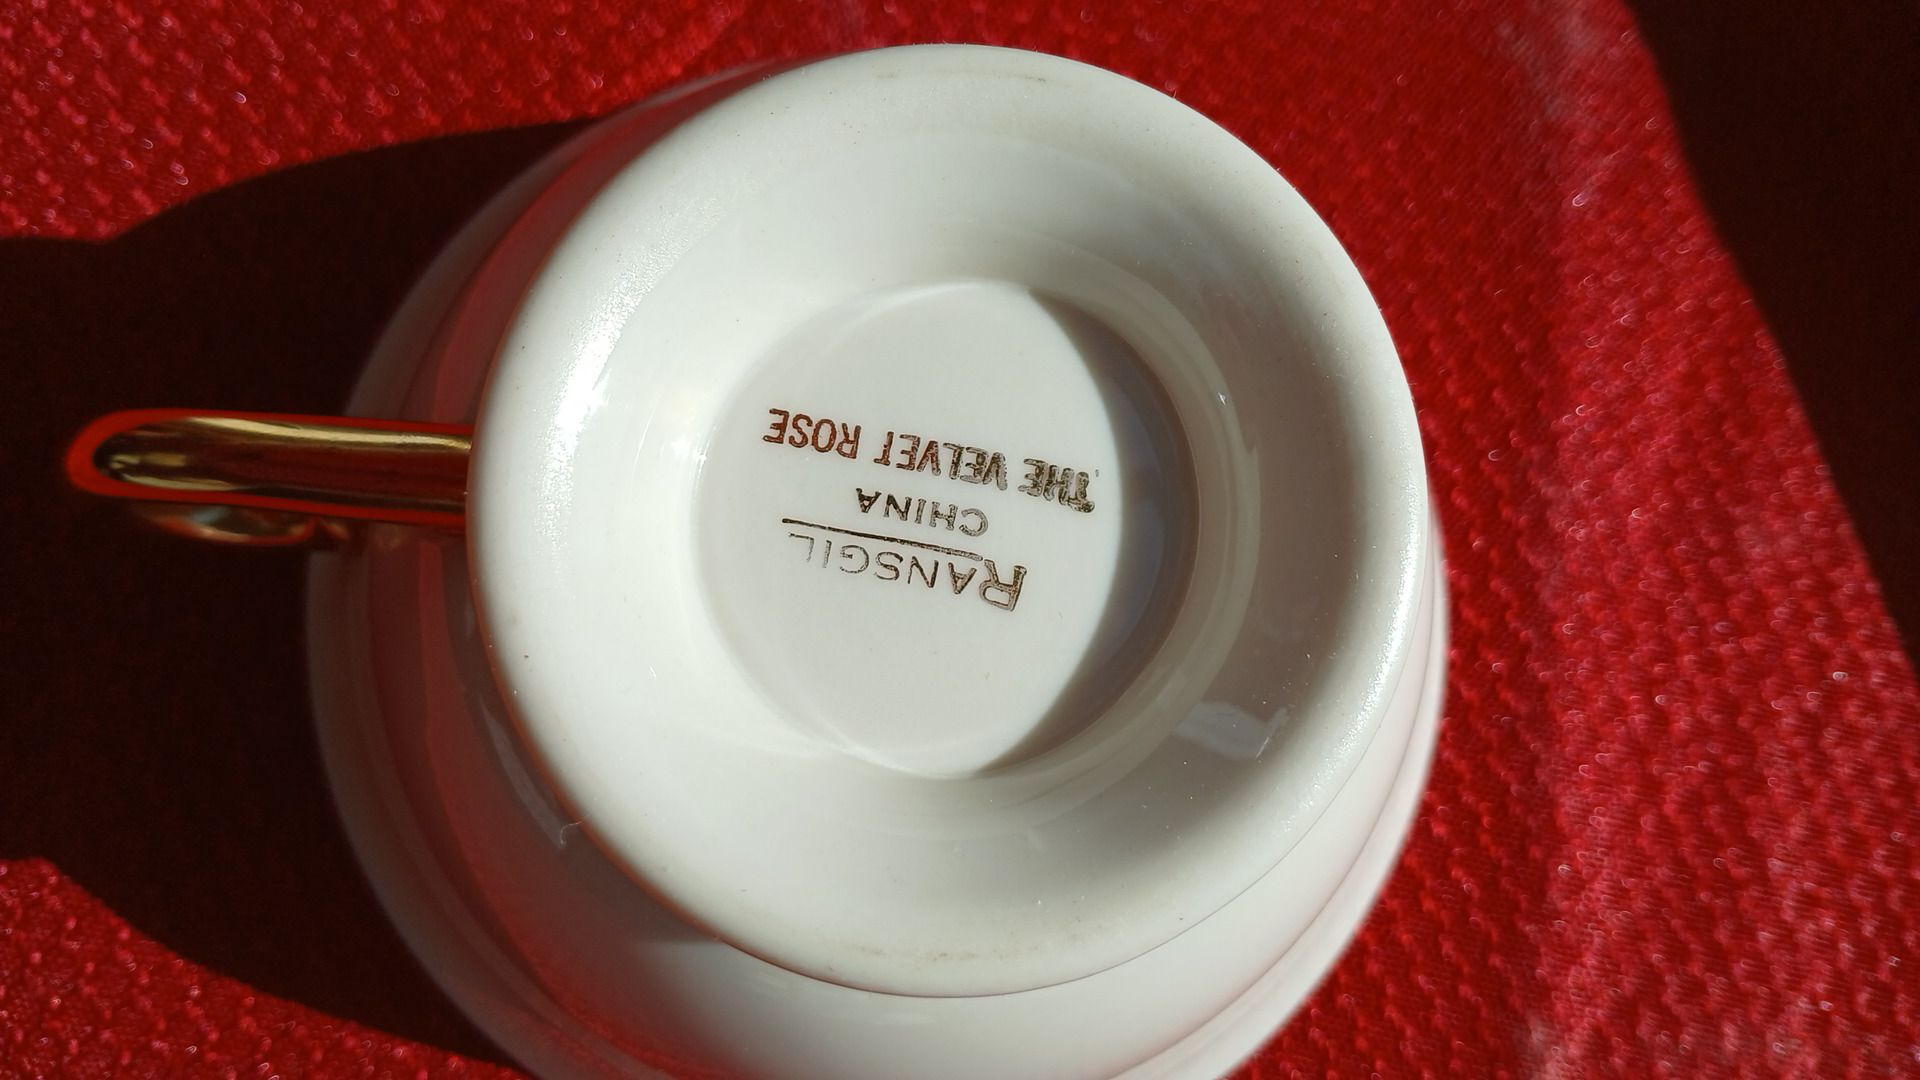 RANSGIL
CHINA
THE VELVET ROSE